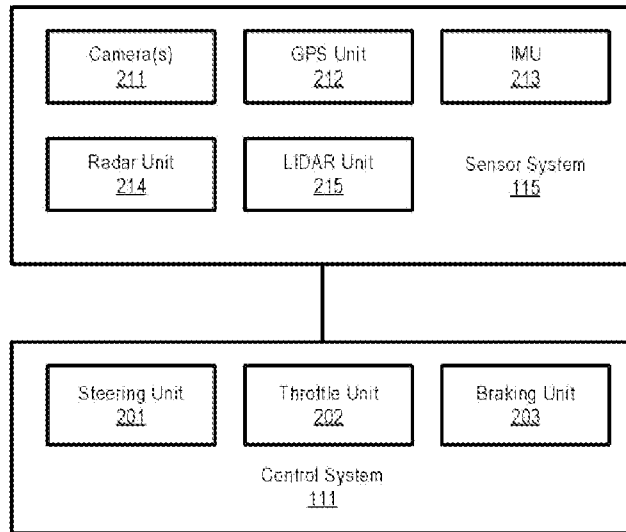 Camera(s)
211
GPS Unit
212
IMU
213
Radar Unit
214
LIDAR Unit
215
Sensor System
115
Steering Unit
201
Throttle Unit
202
Braking Unit
203
Control System
111